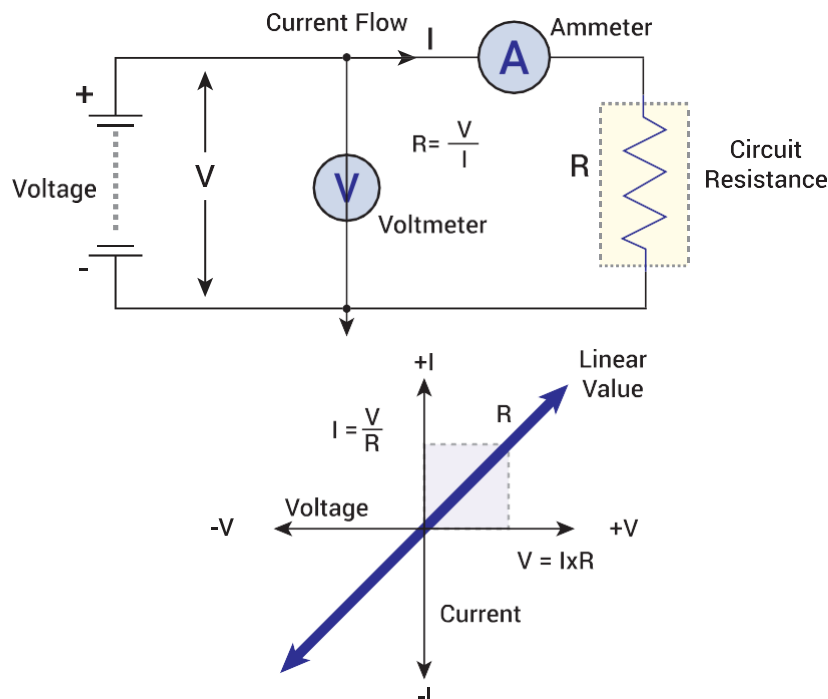 Current Flow
I
A
Ammeter
+
Voltage
-
V
V
Voltmeter
R= V/I
R
Circuit
Resistance
+I
Linear
Value
I = V/R
R
Voltage
-V
+V
V = IxR
Current
-I